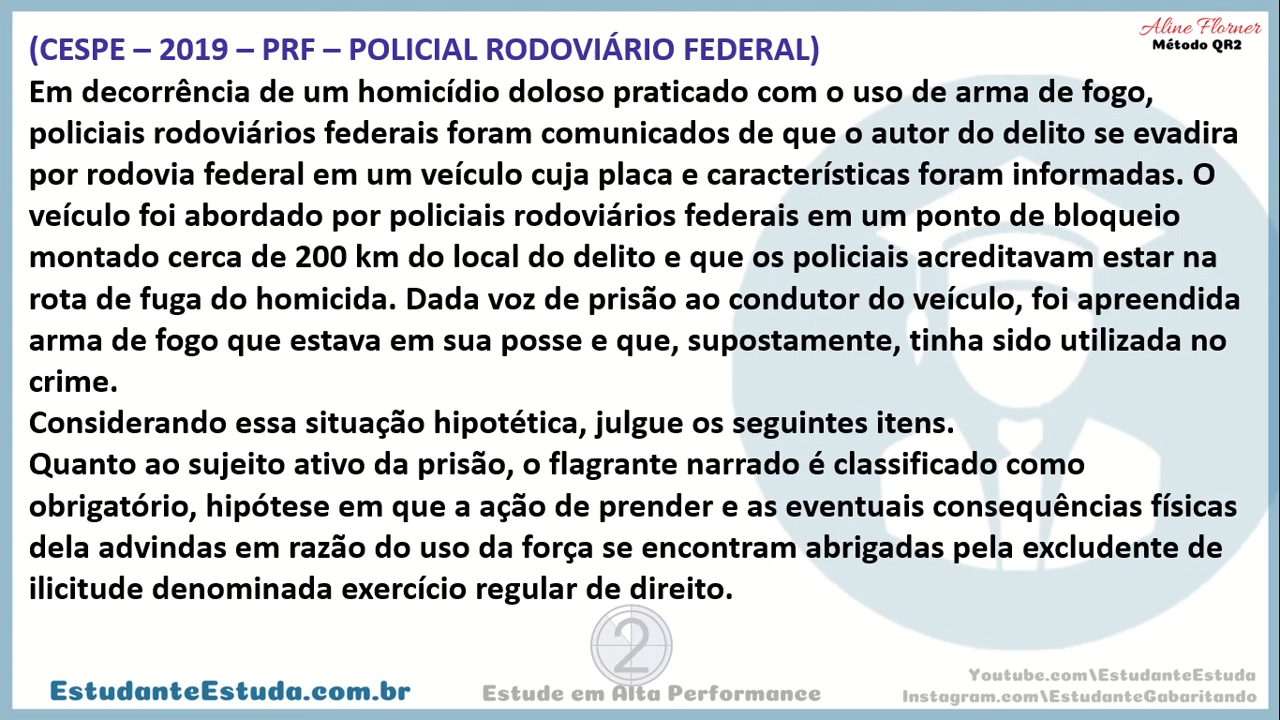 Aline Florner
Método QR2
(CESPE – 2019 – PRF – POLICIAL RODOVIÁRIO FEDERAL)
Em decorrência de um homicídio doloso praticado com o uso de arma de fogo,
policiais rodoviários federais foram comunicados de que o autor do delito se evadira
por rodovia federal em um veículo cuja placa e características foram informadas. O
veículo foi abordado por policiais rodoviários federais em um ponto de bloqueio
montado cerca de 200 km do local do delito e que os policiais acreditavam estar na
rota de fuga do homicida. Dada voz de prisão ao condutor do veículo, foi apreendida
arma de fogo que estava em sua posse e que, supostamente, tinha sido utilizada no
crime.
Considerando essa situação hipotética, julgue os seguintes itens.
Quanto ao sujeito ativo da prisão, o flagrante narrado é classificado como
obrigatório, hipótese em que a ação de prender e as eventuais consequências físicas
dela advindas em razão do uso da força se encontram abrigadas pela excludente de
ilicitude denominada exercício regular de direito.
2
EstudanteEstuda.com.br
Estude em Alta Performance
Youtube.com\EstudanteEstuda
Instagram.com\EstudanteGabaritando